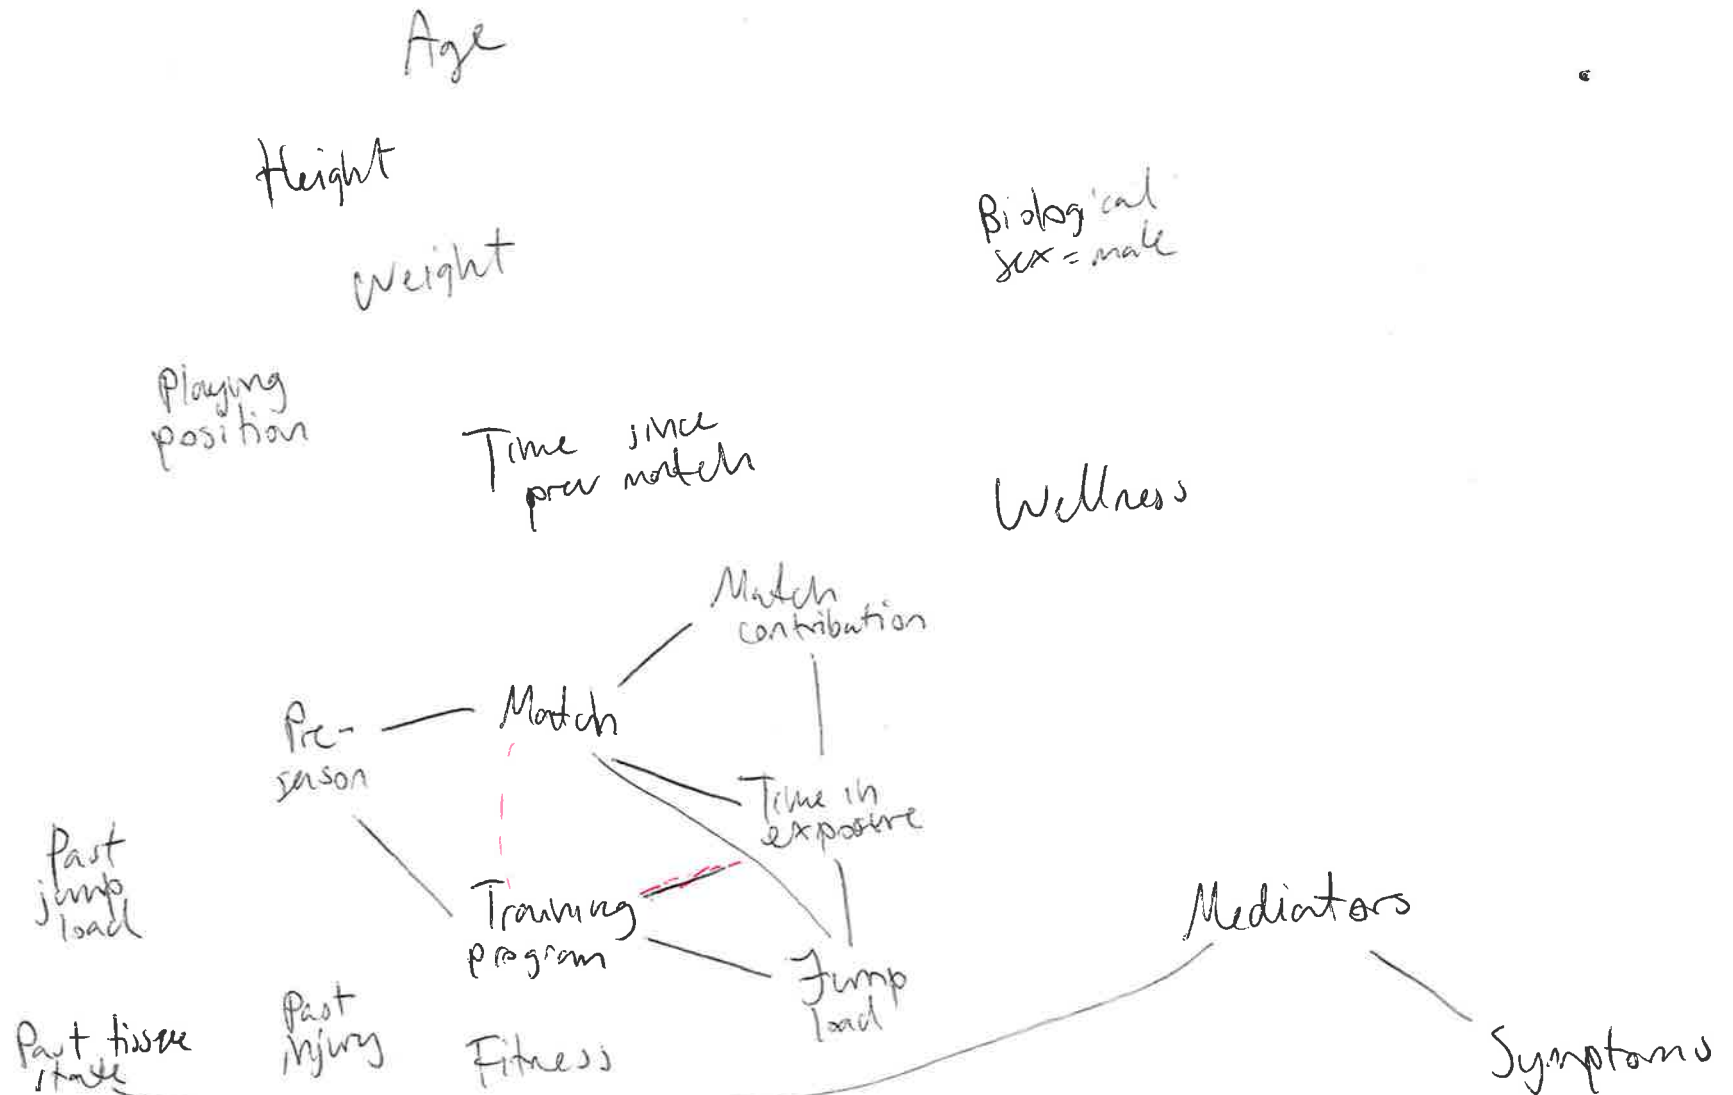 Age
Height
Biological
sex = male
Weight
Playing
position
Time since
prev match
Wellness
Match
contribution
Pre-
season
Match
Time in
exposure
Past
jump
load
Training
program
Jump
load
Mediators
Past tissue
state
Past
injury
Fitness
Symptoms